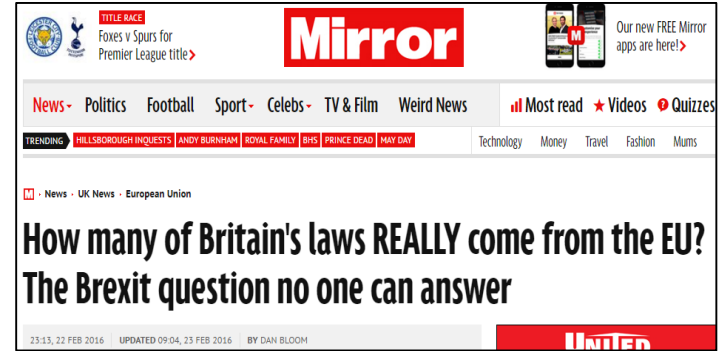 TITLE RACE
Foxes v Spurs for
Premier League title >
Mirror
Our new FREE Mirror
apps are here! >
News Politics Football Sport Celebs TV & Film Weird News Most read Videos Quizzes
TRENDING HILLSBOROUGH INQUESTS ANDY BURNHAM ROYAL FAMILY BHS PRINCE DEAD MAY DAY Technology Money Travel Fashion Mums
M › News › UK News › European Union
How many of Britain's laws REALLY come from the EU?
The Brexit question no one can answer
23:13, 22 FEB 2016 UPDATED 09:04, 23 FEB 2016 BY DAN BLOOM
UNITED